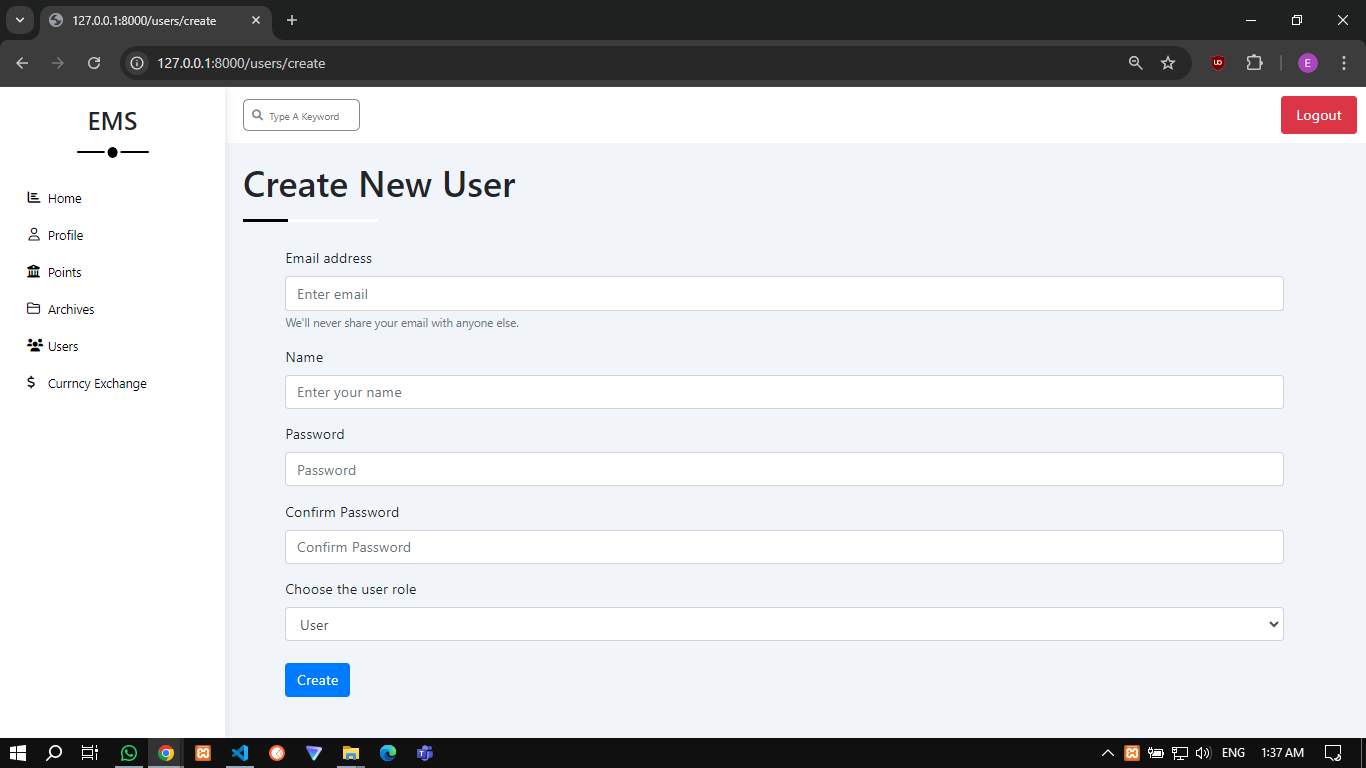 127.0.0.1:8000/users/create
127.0.0.1:8000/users/create
E
EMS
Type A Keyword
Logout
Home
Profile
Points
Archives
Users
Currncy Exchange
Create New User
Email address
Enter email
We'll never share your email with anyone else.
Name
Enter your name
Password
Password
Confirm Password
Confirm Password
Choose the user role
User
Create
ENG
1:37 AM